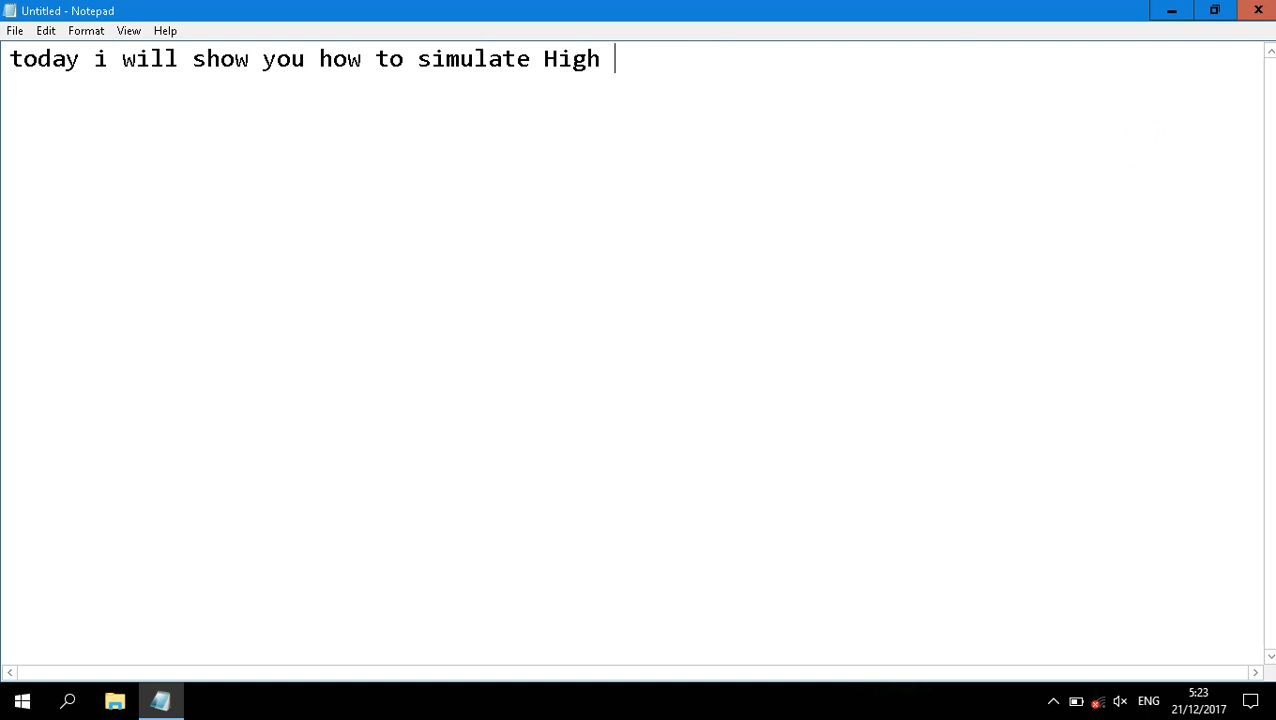 Untitled - Notepad
File Edit Format View Help
today i will show you how to simulate High
ENG
5:23
21/12/2017